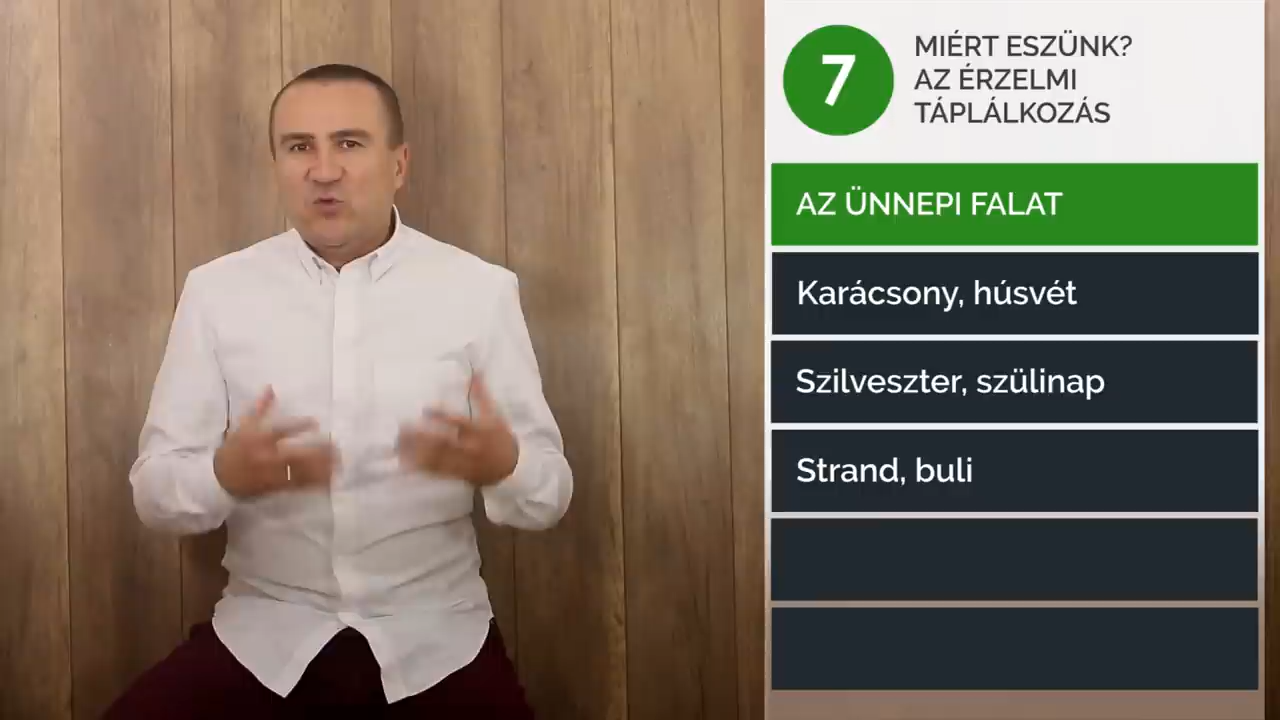 7
MIÉRT ESZÜNK?
AZ ÉRZELMI
TÁPLÁLKOZÁS
AZ ÜNNEPI FALAT
Karácsony, húsvét
Szilveszter, szülinap
Strand, buli